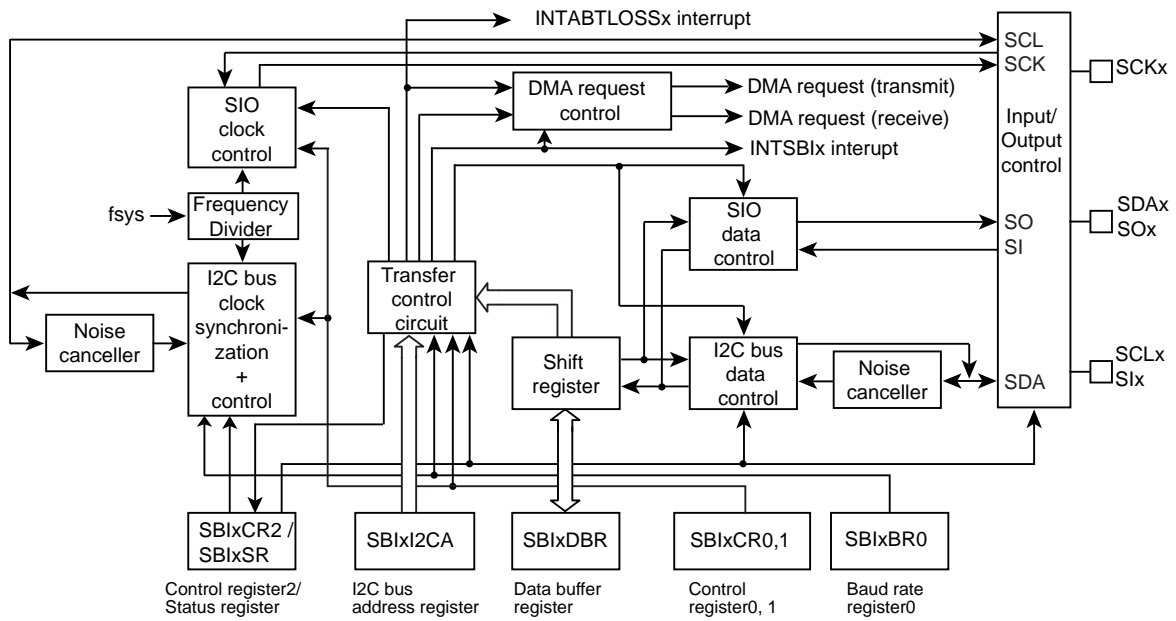 INTABTLOSSx interrupt
SCL
SCK
SCKx
SIO
clock
control
DMA request
control
DMA request (transmit)
DMA request (receive)
INTSBIx interupt
Input/
Output
control
fsys
Frequency
Divider
SIO
data
control
SO
SI
SDAx
SOx
I2C bus
clock
synchroni-
zation
+
control
Noise
canceller
Transfer
control
circuit
Shift
register
I2C bus
data
control
Noise
canceller
SDA
SCLx
SIx
SBIxCR2 /
SBIxSR
SBIxI2CA
SBIxDBR
SBIxCR0,1
SBIxBR0
Control register2/
Status register
I2C bus
address register
Data buffer
register
Control
register0, 1
Baud rate
register0